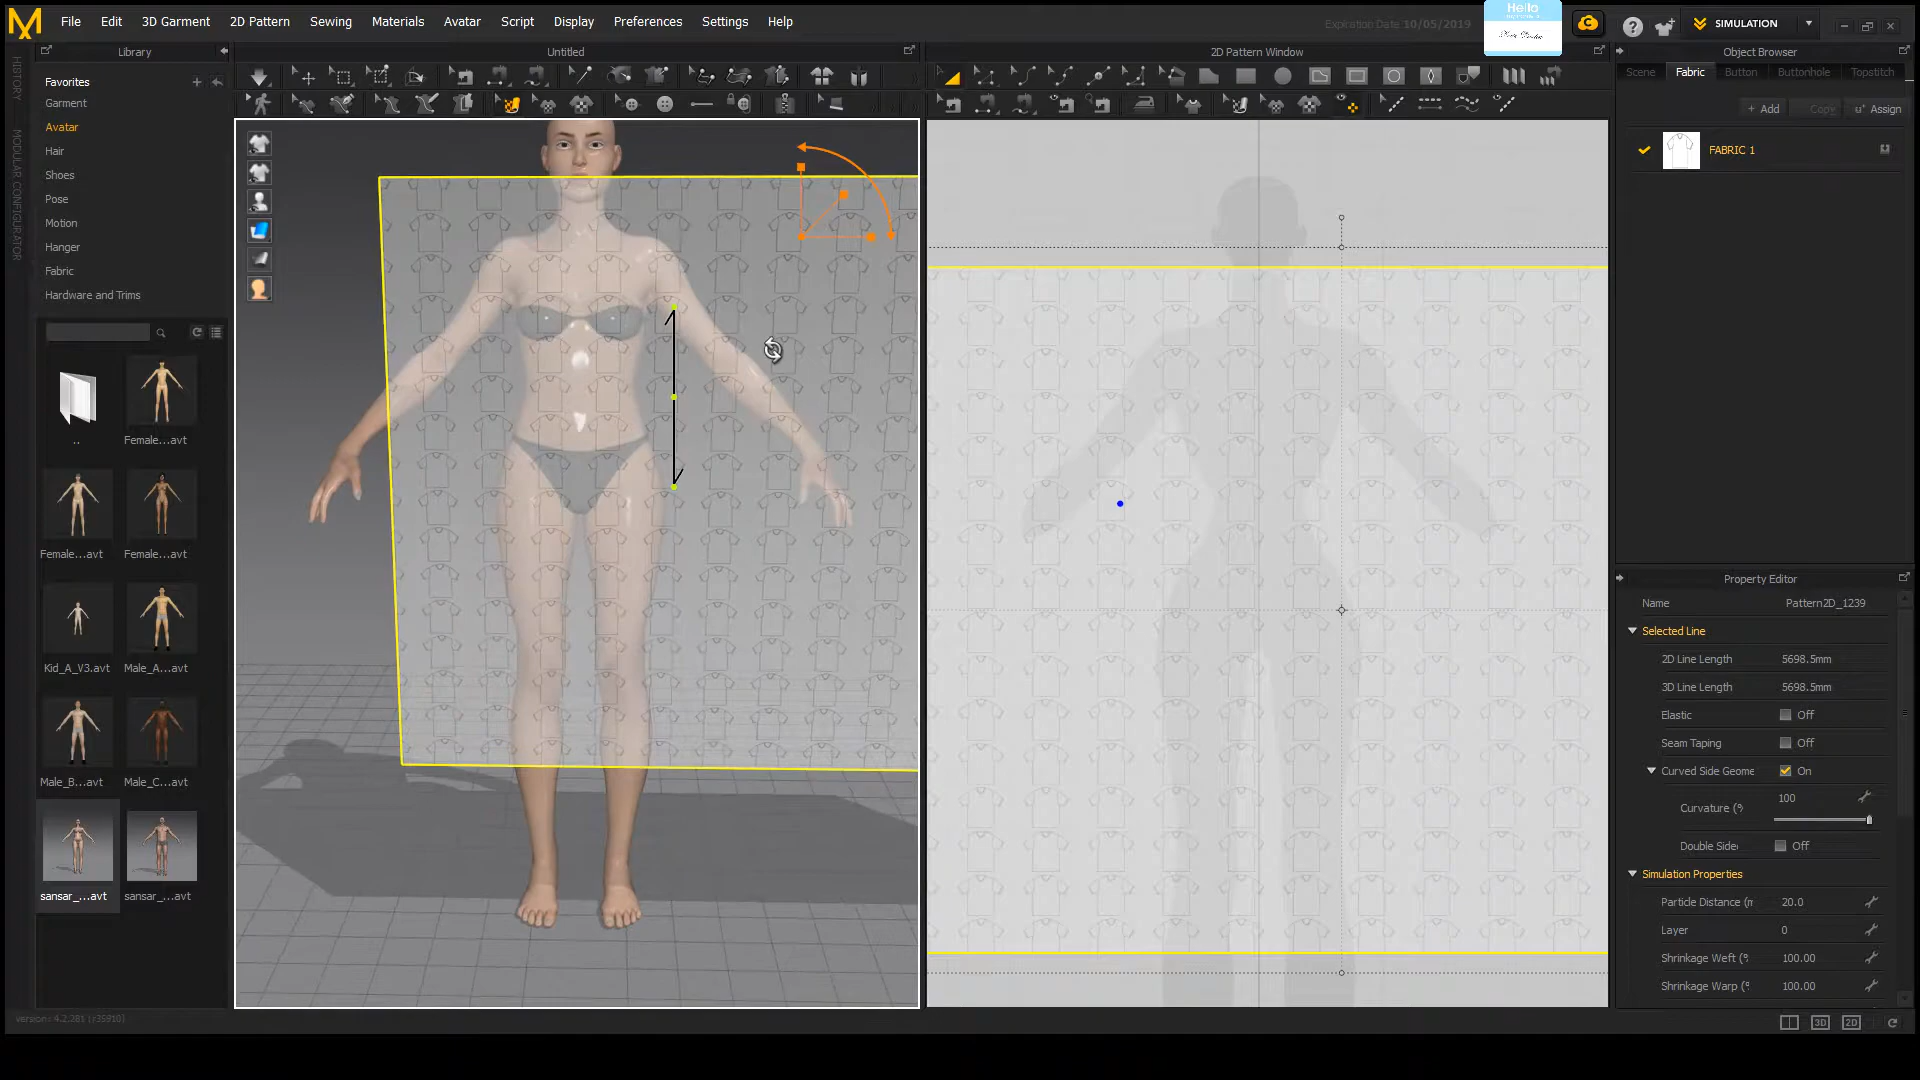 File Edit 3D Garment 2D Pattern Sewing Materials Avatar Script Display Preferences Settings Help
Expiration Date 10/05/2019
Hello
SIMULATION
Library
Untitled
2D Pattern Window
Object Browser
HISTORY
MODULAR CONFIGURATOR
Favorites
Garment
Avatar
Hair
Shoes
Pose
Motion
Hanger
Fabric
Hardware and Trims
..
Female...avt
Female...avt
Female...avt
Kid_A_V3.avt
Male_A...avt
Male_B...avt
Male_C...avt
sansar_...avt
sansar_...avt
Version: 4.2.281 (r35910)
Scene Fabric Button Buttonhole Topstitch
+ Add Copy Assign
FABRIC 1
Property Editor
Name Pattern2D_1239
Selected Line
2D Line Length 5698.5mm
3D Line Length 5698.5mm
Elastic Off
Seam Taping Off
Curved Side Geome On
Curvature (% 100
Double Side Off
Simulation Properties
Particle Distance (m 20.0
Layer 0
Shrinkage Weft (% 100.00
Shrinkage Warp (% 100.00
3D 2D